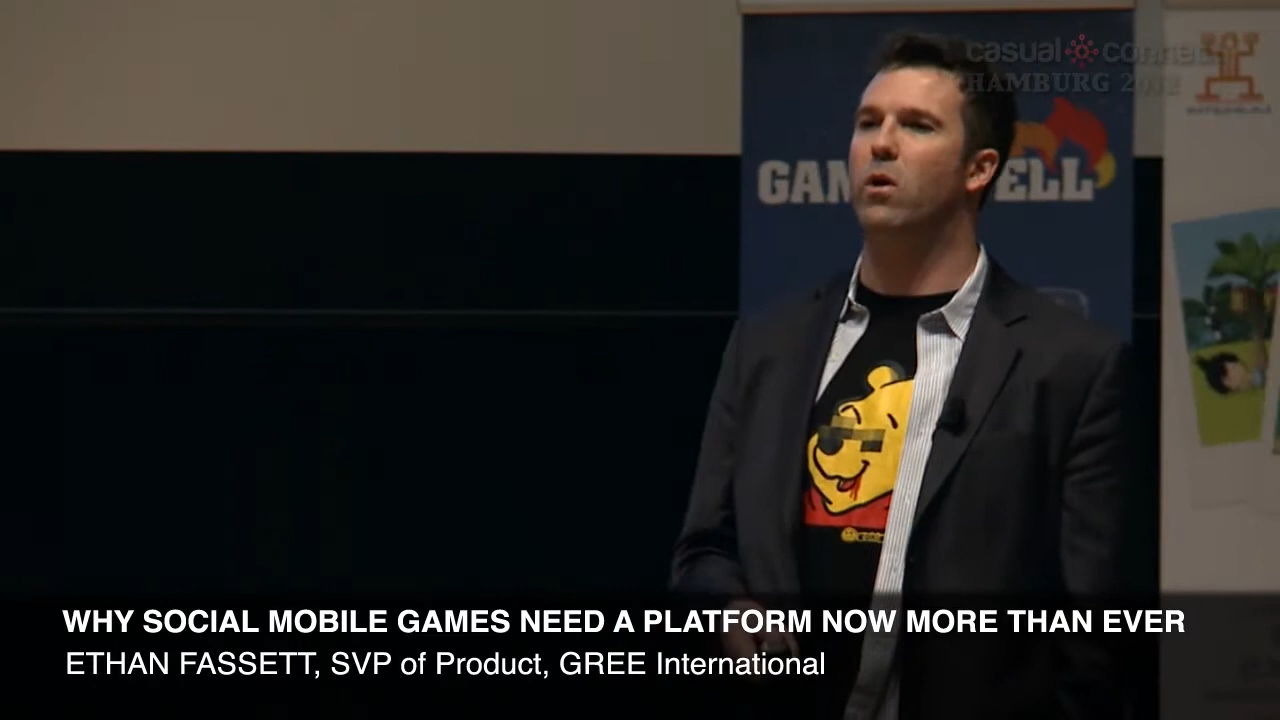 casual connect
HAMBURG 2012
GAM ELL
WHY SOCIAL MOBILE GAMES NEED A PLATFORM NOW MORE THAN EVER
ETHAN FASSETT, SVP of Product, GREE International